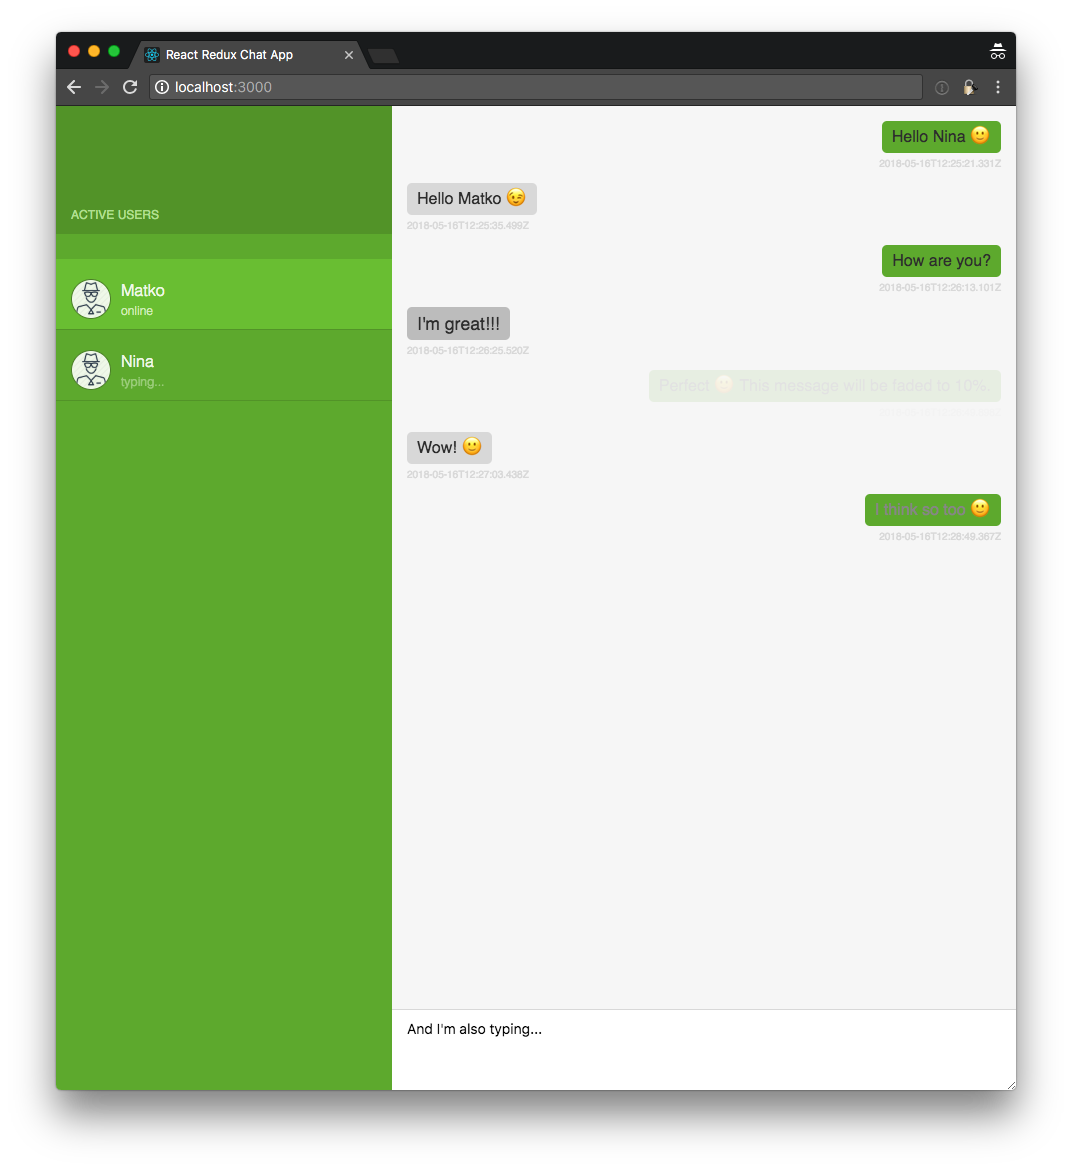 React Redux Chat App
localhost:3000
ACTIVE USERS
Matko
online
Nina
typing...
Hello Nina 🙂
2018-05-16T12:25:21.331Z
Hello Matko 😉
2018-05-16T12:25:35.499Z
How are you?
2018-05-16T12:26:13.101Z
I'm great!!!
2018-05-16T12:26:25.520Z
Perfect 🙂 This message will be faded to 10%.
Wow! 🙂
2018-05-16T12:27:03.438Z
I think so too! 🙂
2018-05-16T12:28:49.367Z
And I'm also typing...